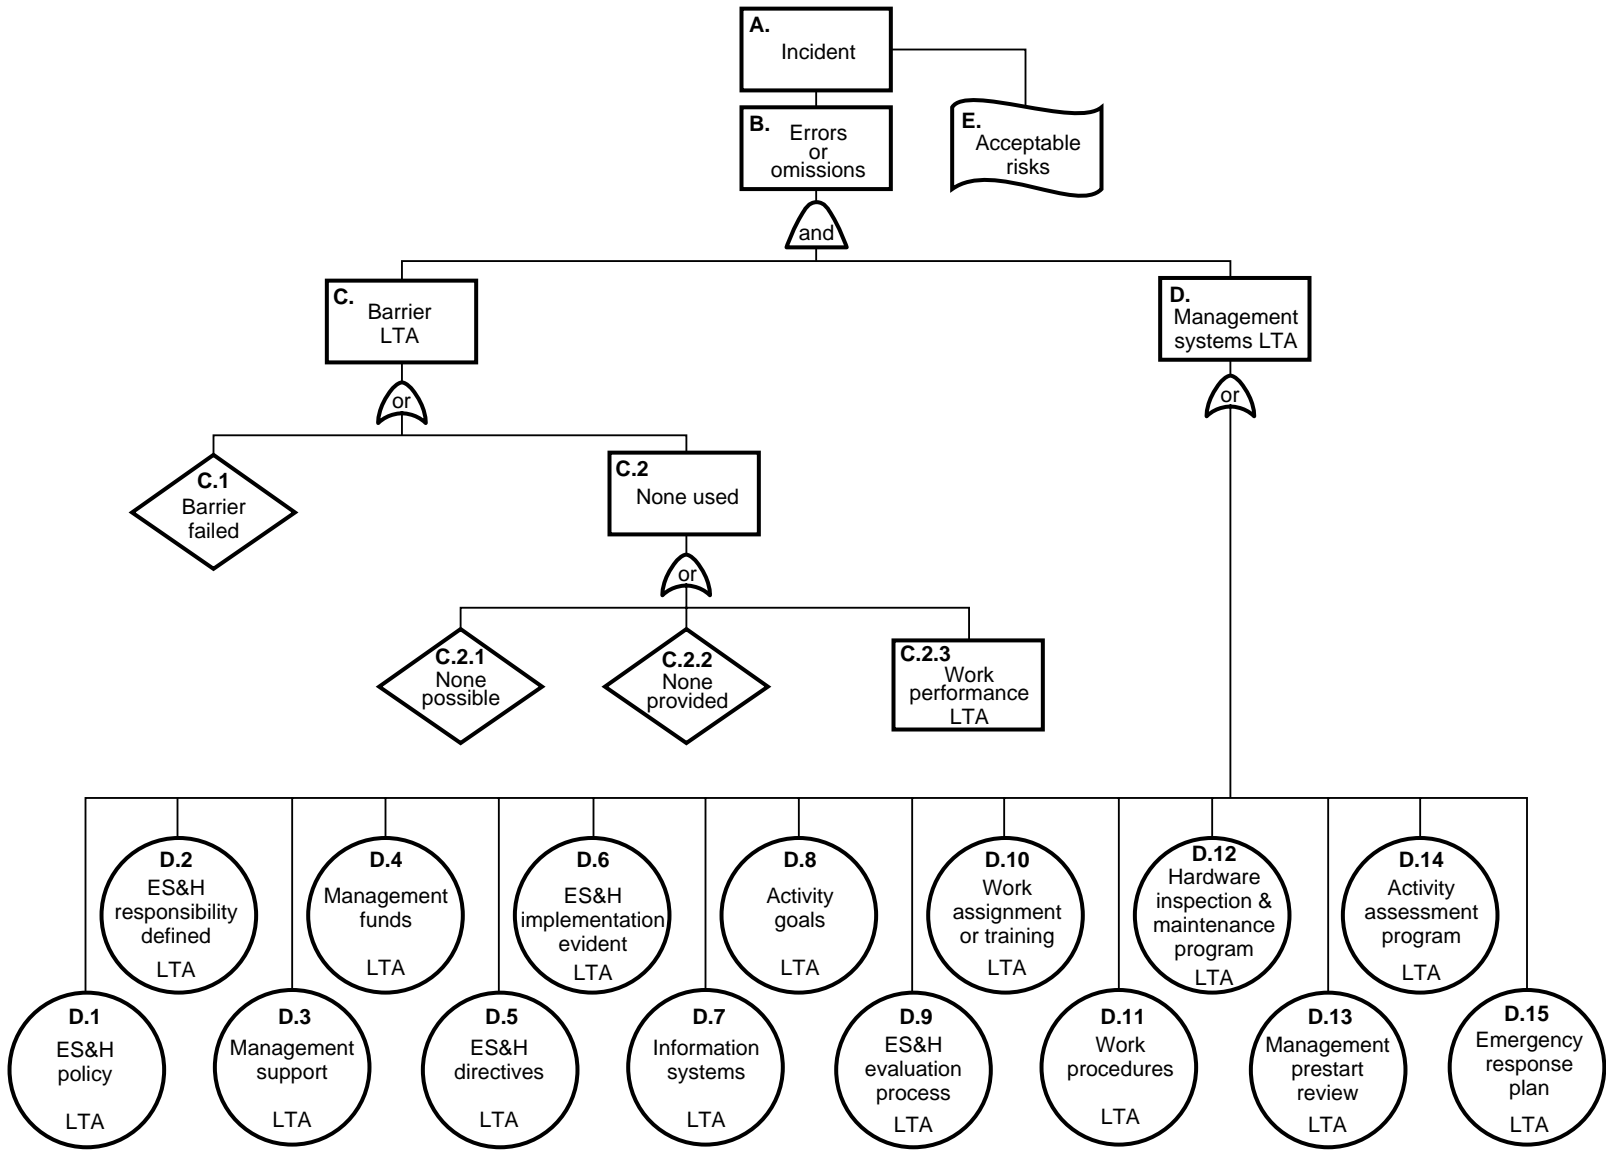 A.
Incident
B.
Errors
or
omissions
E.
Acceptable
risks
and
C.
Barrier
LTA
D.
Management
systems LTA
or
or
C.1
Barrier
failed
C.2
None used
or
C.2.1
None
possible
C.2.2
None
provided
C.2.3
Work
performance
LTA
D.2
ES&H
responsibility
defined
LTA
D.4
Management
funds
LTA
D.6
ES&H
implementation
evident
LTA
D.8
Activity
goals
LTA
D.10
Work
assignment
or training
LTA
D.12
Hardware
inspection &
maintenance
program
LTA
D.14
Activity
assessment
program
LTA
D.1
ES&H
policy
LTA
D.3
Management
support
LTA
D.5
ES&H
directives
LTA
D.7
Information
systems
LTA
D.9
ES&H
evaluation
process
LTA
D.11
Work
procedures
LTA
D.13
Management
prestart
review
LTA
D.15
Emergency
response
plan
LTA